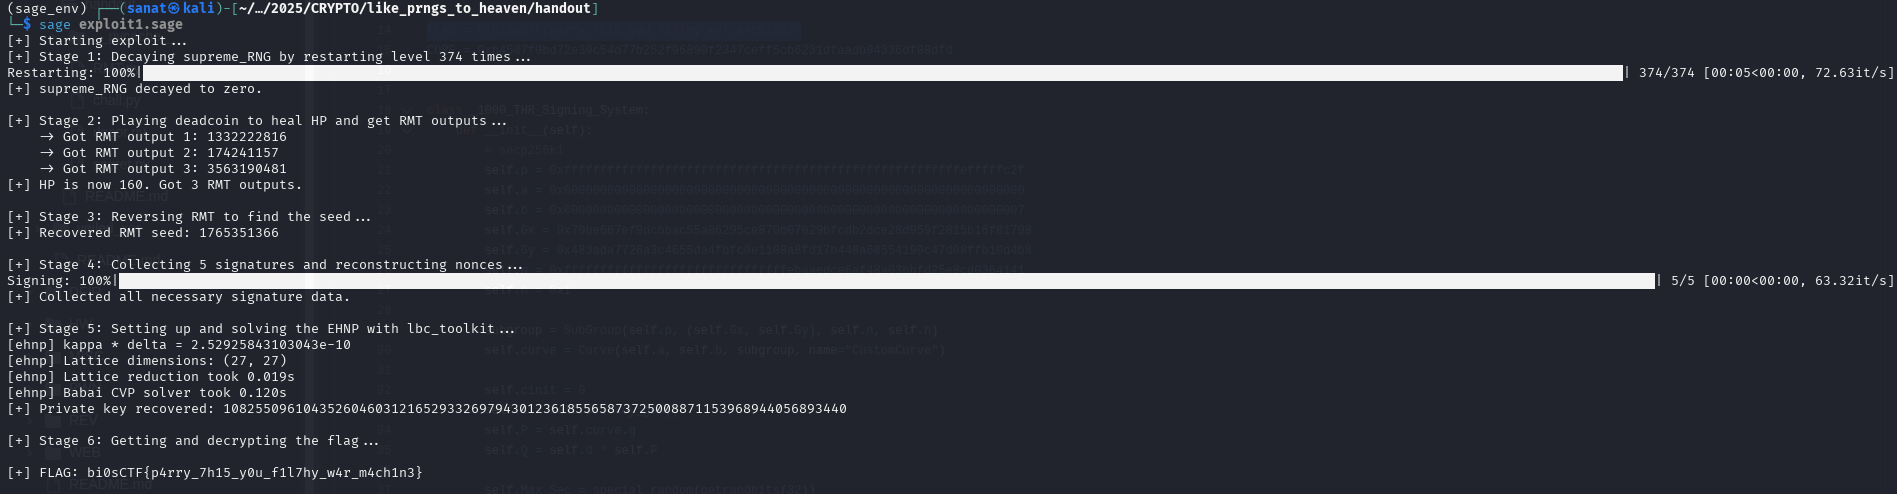 (sage_env) ┌──(sanat㉿kali)-[~/…/2025/CRYPTO/like_prngs_to_heaven/handout]
└─$ sage exploit1.sage
[+] Starting exploit...
[+] Stage 1: Decaying supreme_RNG by restarting level 374 times...
Restarting: 100%| | 374/374 [00:05<00:00, 72.63it/s]
[+] supreme_RNG decayed to zero.
[+] Stage 2: Playing deadcoin to heal HP and get RMT outputs...
-> Got RMT output 1: 1332222816
-> Got RMT output 2: 174241157
-> Got RMT output 3: 3563190481
[+] HP is now 160. Got 3 RMT outputs.
[+] Stage 3: Reversing RMT to find the seed...
[+] Recovered RMT seed: 1765351366
[+] Stage 4: Collecting 5 signatures and reconstructing nonces...
Signing: 100%| | 5/5 [00:00<00:00, 63.32it/s]
[+] Collected all necessary signature data.
[+] Stage 5: Setting up and solving the EHNP with lbc_toolkit...
[ehnp] kappa * delta = 2.52925843103043e-10
[ehnp] Lattice dimensions: (27, 27)
[ehnp] Lattice reduction took 0.019s
[ehnp] Babai CVP solver took 0.120s
[+] Private key recovered: 108255096104352604603121652933269794301236185565873725008871153968944056893440
[+] Stage 6: Getting and decrypting the flag...
[+] FLAG: bi0sCTF{p4rry_7h15_y0u_f1l7hy_w4r_m4ch1n3}